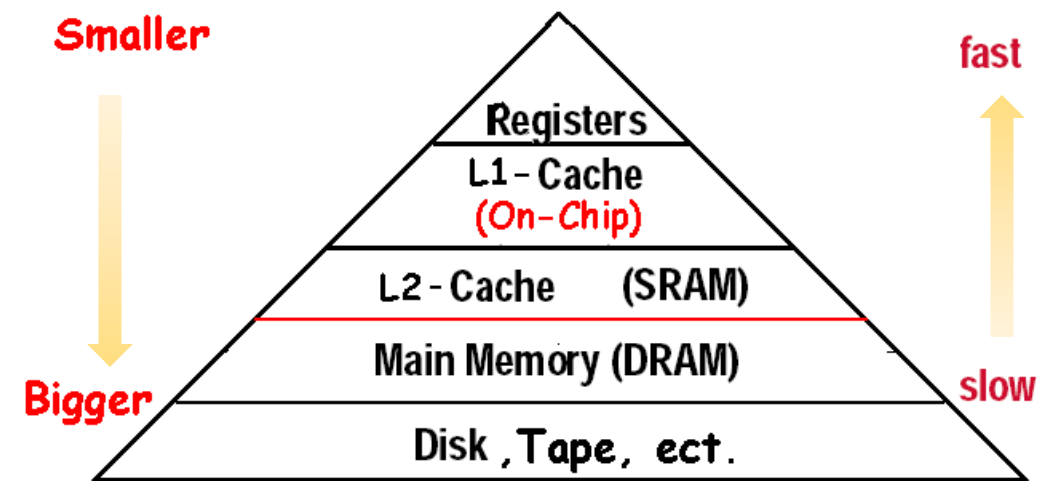 Smaller
fast
Registers
L1-Cache
(On-Chip)
L2-Cache (SRAM)
Main Memory (DRAM)
Bigger
slow
Disk ,Tape, ect.